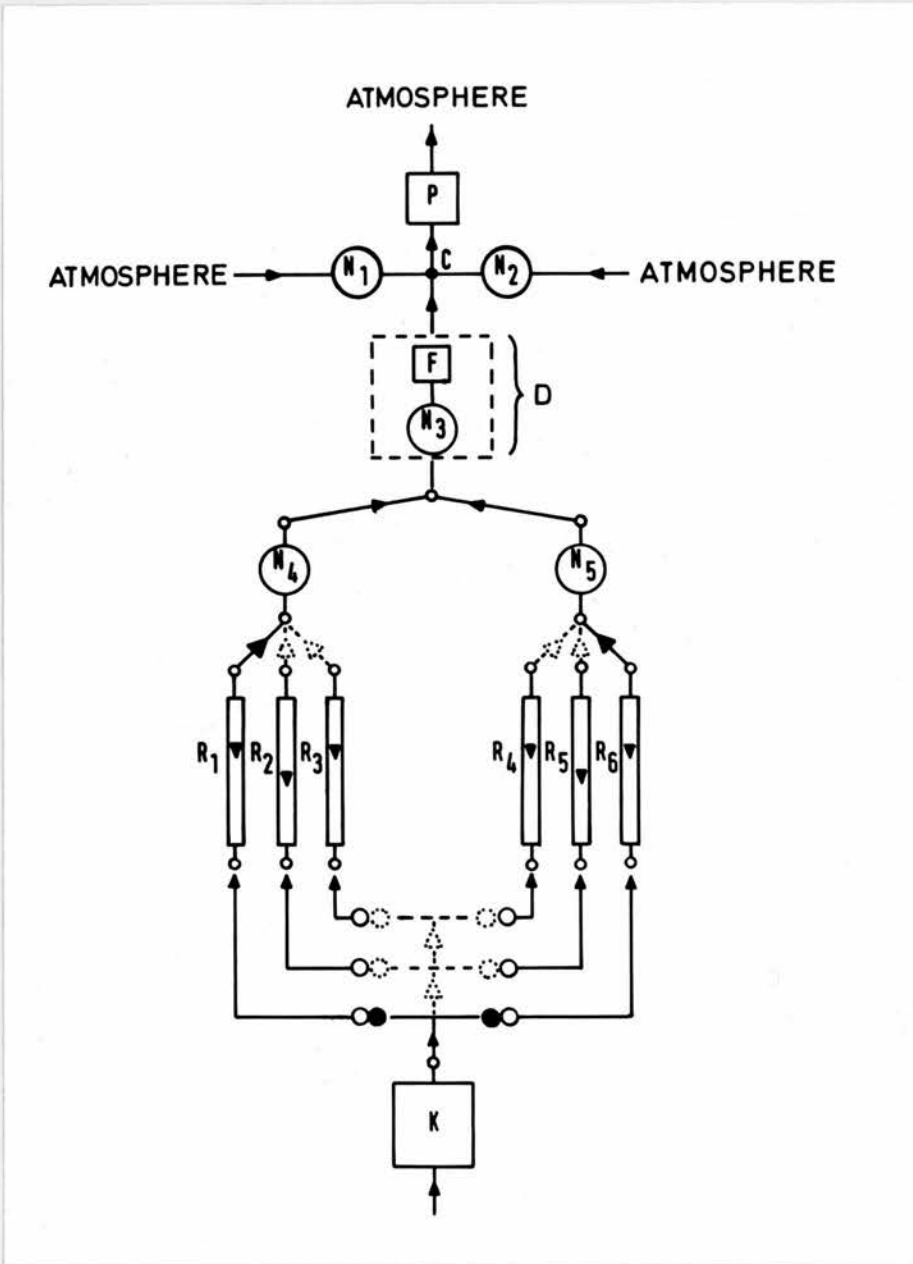 ATMOSPHERE
P
C
ATMOSPHERE N1 N2 ATMOSPHERE
F
D
N3
N4 N5
R1 R2 R3 R4 R5 R6
K